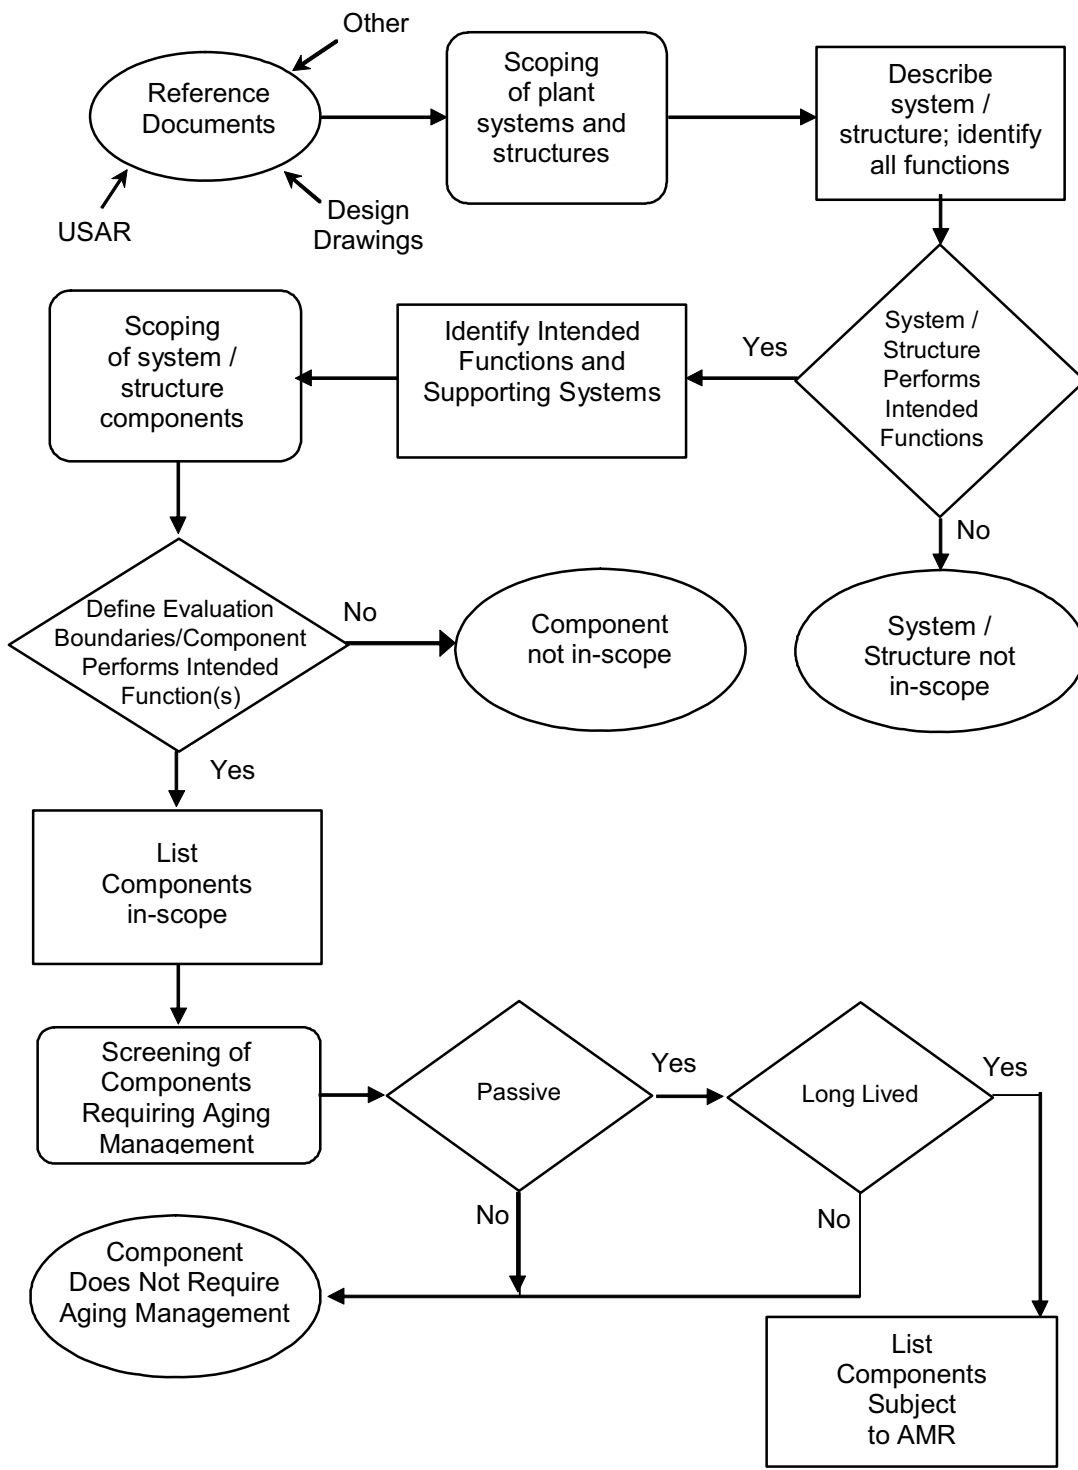 Other
Reference
Documents
USAR
Design
Drawings
Scoping
of plant
systems and
structures
Describe
system /
structure; identify
all functions
System /
Structure
Performs
Intended
Functions
Yes
No
Identify Intended
Functions and
Supporting Systems
Scoping
of system /
structure
components
Define Evaluation
Boundaries/Component
Performs Intended
Function(s)
No
Component
not in-scope
System /
Structure not
in-scope
Yes
List
Components
in-scope
Screening of
Components
Requiring Aging
Management
Passive
Yes
Long Lived
Yes
No
No
Component
Does Not Require
Aging Management
List
Components
Subject
to AMR